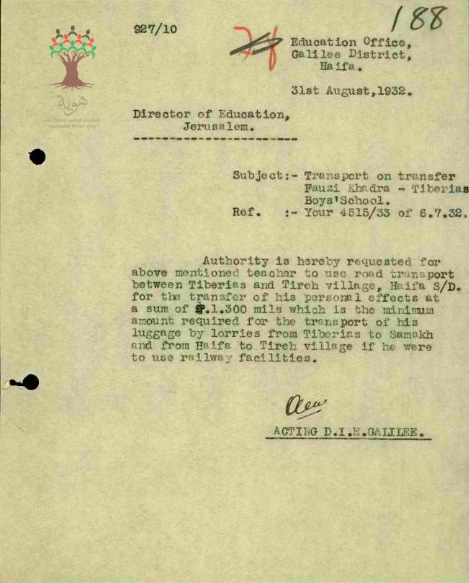 188
927/10
Education Office,
Galilee District,
Haifa.
31st August,1932.
Director of Education,
Jerusalem.
Subject:- Transport on transfer
Fauzi Khadra - Tiberias
Boys'School.
Ref. :- Your 4515/33 of 6.7.32.
Authority is hereby requested for
above mentioned teacher to use road transport
between Tiberias and Tireh village, Haifa S/D.
for the transfer of his personal effects at
a sum of £P.1.300 mils which is the minimum
amount required for the transport of his
luggage by lorries from Tiberias to Samakh
and from Haifa to Tireh village if he were
to use railway facilities.
ACTING D.I.E.GALILEE.
هوية